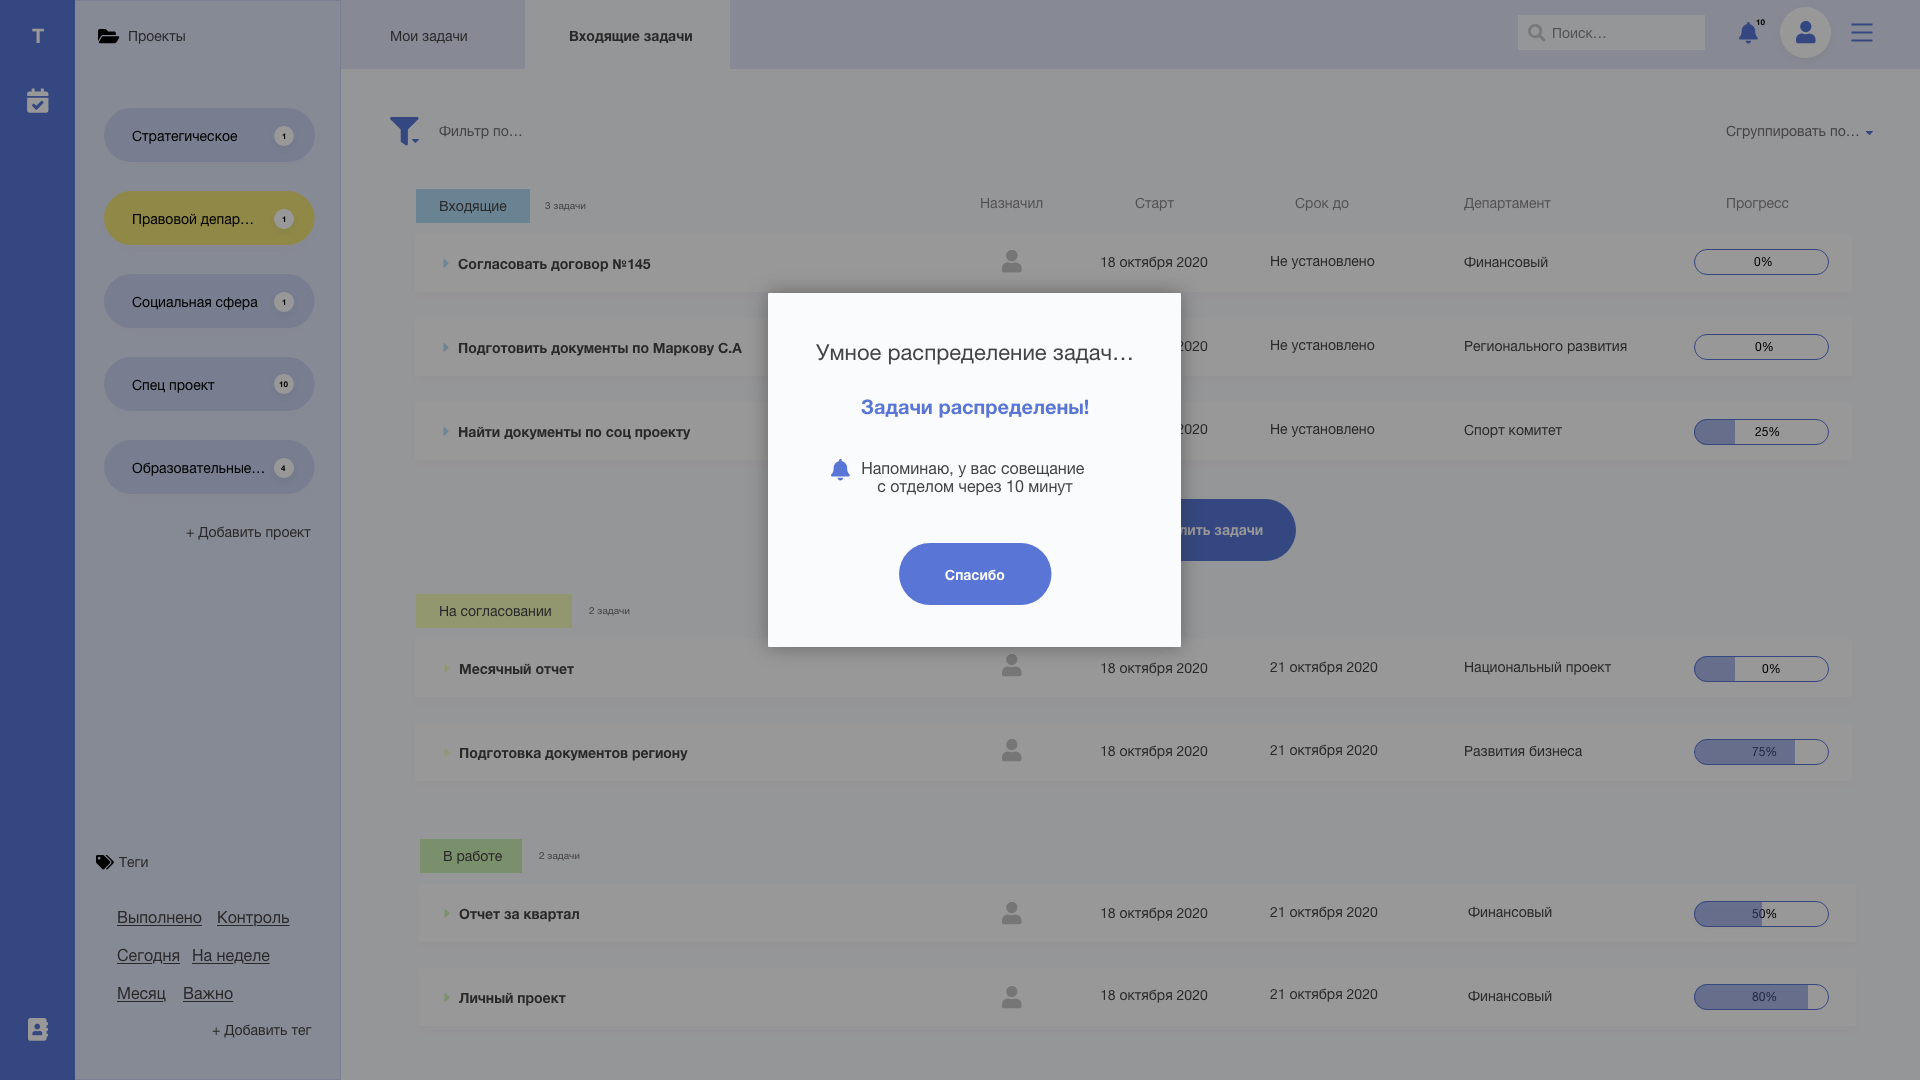 T
Проекты
Мои задачи
Входящие задачи
Поиск...
10
Стратегическое 1
Правовой депар... 1
Социальная сфера 1
Спец проект 10
Образовательные... 4
+ Добавить проект
Теги
Выполнено Контроль
Сегодня На неделе
Месяц Важно
+ Добавить тег
Фильтр по...
Сгруппировать по...
Входящие 3 задачи Назначил Старт Срок до Департамент Прогресс
Согласовать договор №145 18 октября 2020 Не установлено Финансовый 0%
Подготовить документы по Маркову С.А 2020 Не установлено Регионального развития 0%
Найти документы по соц проекту 2020 Не установлено Спорт комитет 25%
Умное распределение задач...
Задачи распределены!
Напоминаю, у вас совещание
с отделом через 10 минут
Спасибо
задачи
На согласовании 2 задачи
Месячный отчет 18 октября 2020 21 октября 2020 Национальный проект 0%
Подготовка документов региону 18 октября 2020 21 октября 2020 Развития бизнеса 75%
В работе 2 задачи
Отчет за квартал 18 октября 2020 21 октября 2020 Финансовый 50%
Личный проект 18 октября 2020 21 октября 2020 Финансовый 80%